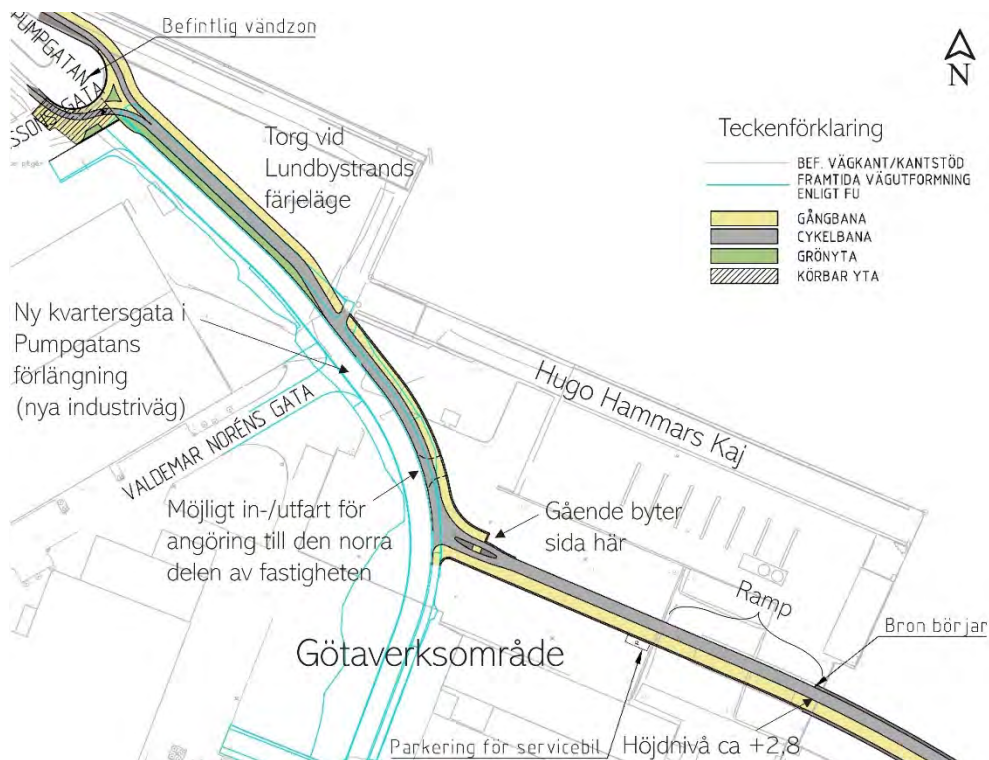 Befintlig vändzon
PUMPGATAN
GATA
N
Torg vid
Lundbystrands
färjeläge
Teckenförklaring
BEF. VÄGKANT/KANTSTÖD
FRAMTIDA VÄGUTFORMNING
ENLIGT FU
GÅNGBANA
CYKELBANA
GRÖNYTA
KÖRBAR YTA
Ny kvartersgata i
Pumpgatans
förlängning
(nya industriväg)
VALDEMAR NORÉNS GATA
Hugo Hammars Kaj
Möjligt in-/utfart för
angöring till den norra
delen av fastigheten
Gående byter
sida här
Ramp
Bron börjar
Götaverksområde
Parkering för servicebil
Höjdnivå ca +2,8